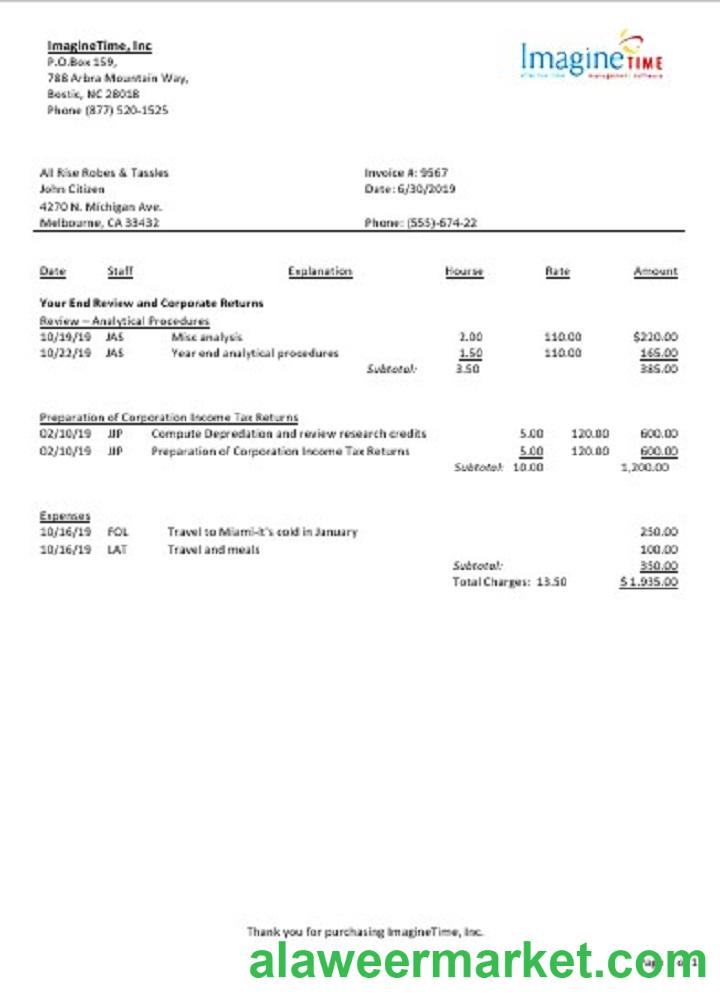 ImagineTime, Inc
P.O.Box 159,
788 Arbra Mountain Way,
Bostic, NC 28018
Phone (877) 520-1525
Imagine TIME
management software
All Rise Robes & Tassles
John Citizen
4270 N. Michigan Ave.
Melbourne, CA 33432
Invoice #: 9567
Date: 6/30/2019
Phone: (555)-674-22
Date Staff Explanation Hourse Rate Amount
Your End Review and Corporate Returns
Review – Analytical Procedures
10/19/19 JAS Misc analysis 2.00 110.00 $220.00
10/22/19 JAS Year end analytical procedures 1.50 110.00 165.00
Subtotal: 3.50 385.00
Preparation of Corporation Income Tax Returns
02/10/19 JJP Compute Depredation and review research credits 5.00 120.00 600.00
02/10/19 JJP Preparation of Corporation Income Tax Returns 5.00 120.00 600.00
Subtotal: 10.00 1,200.00
Expenses
10/16/19 FOL Travel to Miami-it's cold in January 250.00
10/16/19 LAT Travel and meals 100.00
Subtotal: 350.00
Total Charges: 13.50 $1.935.00
Thank you for purchasing ImagineTime, Inc.
alaweermarket.com